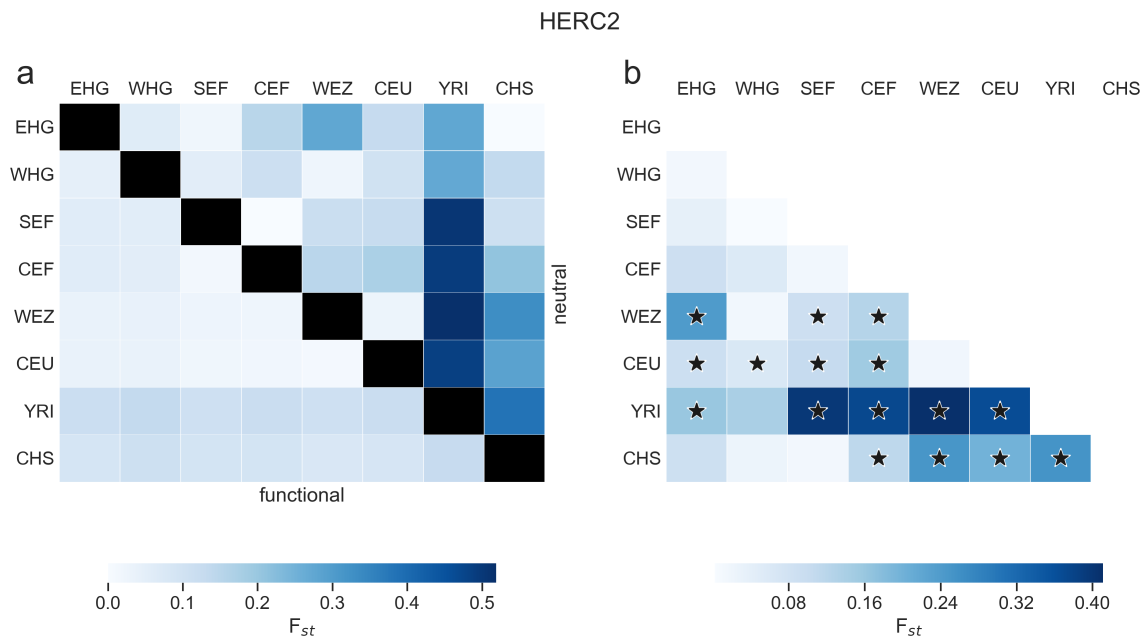 HERC2
a
EHG WHG SEF CEF WEZ CEU YRI CHS
EHG
WHG
SEF
CEF
WEZ
CEU
YRI
CHS
functional
neutral
0.0 0.1 0.2 0.3 0.4 0.5
Fst
b
EHG WHG SEF CEF WEZ CEU YRI CHS
EHG
WHG
SEF
CEF
WEZ
CEU
YRI
CHS
0.08 0.16 0.24 0.32 0.40
Fst